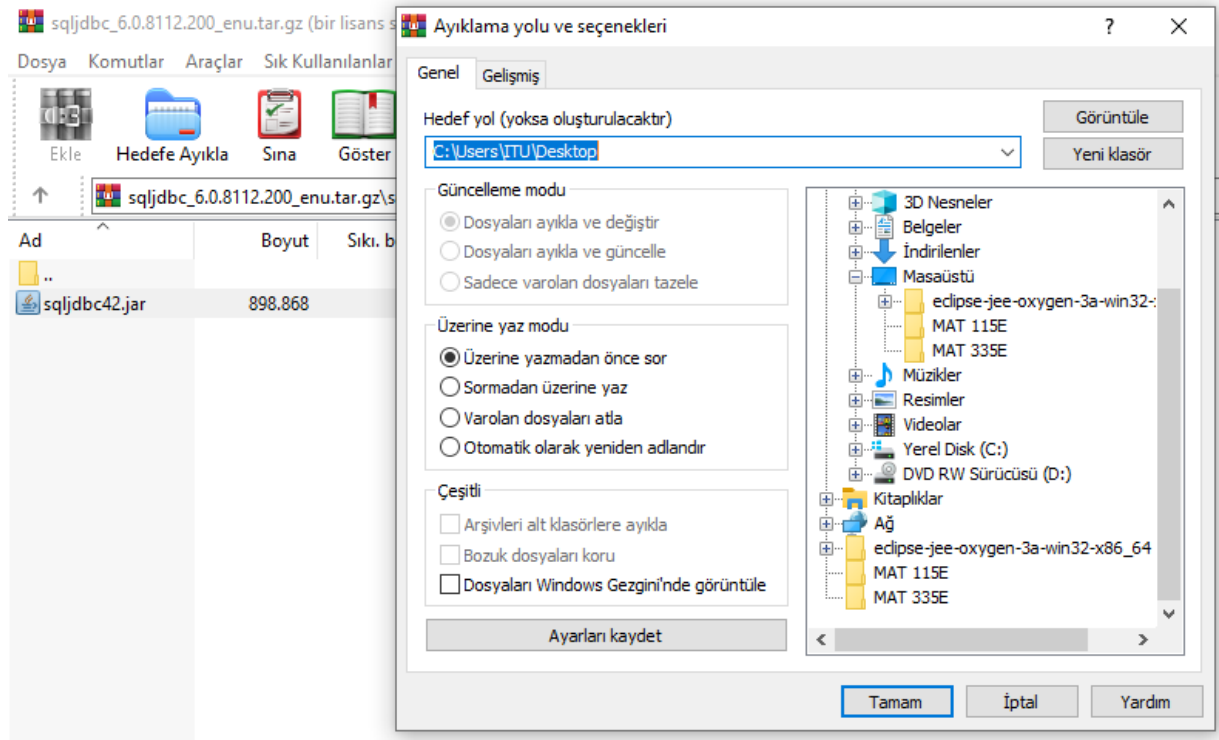 sqljdbc_6.0.8112.200_enu.tar.gz (bir lisans s
Dosya Komutlar Araçlar Sık Kullanılanlar
Ekle Hedefe Ayıkla Sına Göster
sqljdbc_6.0.8112.200_enu.tar.gz\s
Ad Boyut Sıkı. b
..
sqljdbc42.jar 898.868
Ayıklama yolu ve seçenekleri
Genel Gelişmiş
Hedef yol (yoksa oluşturulacaktır)
Görüntüle
C:\Users\ITU\Desktop
Yeni klasör
Güncelleme modu
Dosyaları ayıkla ve değiştir
Dosyaları ayıkla ve güncelle
Sadece varolan dosyaları tazele
Üzerine yaz modu
Üzerine yazmadan önce sor
Sormadan üzerine yaz
Varolan dosyaları atla
Otomatik olarak yeniden adlandır
Çeşitli
Arşivleri alt klasörlere ayıkla
Bozuk dosyaları koru
Dosyaları Windows Gezgini'nde görüntüle
Ayarları kaydet
3D Nesneler
Belgeler
İndirilenler
Masaüstü
eclipse-jee-oxygen-3a-win32-
MAT 115E
MAT 335E
Müzikler
Resimler
Videolar
Yerel Disk (C:)
DVD RW Sürücüsü (D:)
Kitaplıklar
Ağ
eclipse-jee-oxygen-3a-win32-x86_64
MAT 115E
MAT 335E
Tamam İptal Yardım